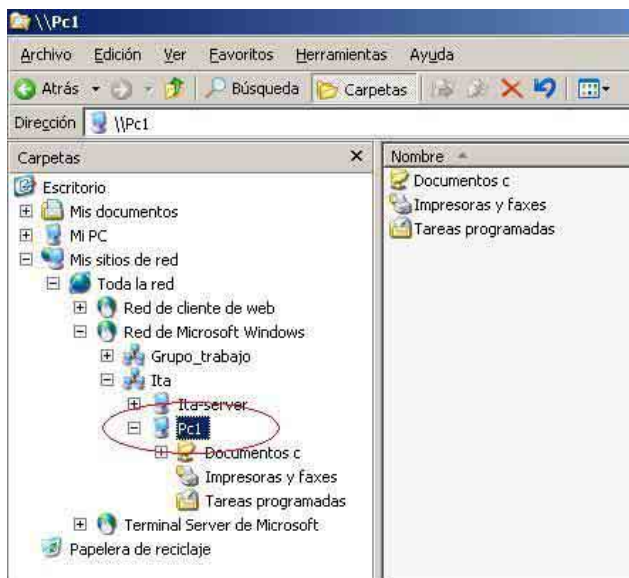 \\Pc1
Archivo Edición Ver Favoritos Herramientas Ayuda
Atrás Búsqueda Carpetas
Dirección \\Pc1
Carpetas
Nombre
Escritorio
Mis documentos
Mi PC
Mis sitios de red
Toda la red
Red de cliente de web
Red de Microsoft Windows
Grupo_trabajo
Ita
Ita-server
Pc1
Documentos c
Impresoras y faxes
Tareas programadas
Terminal Server de Microsoft
Papelera de reciclaje
Documentos c
Impresoras y faxes
Tareas programadas